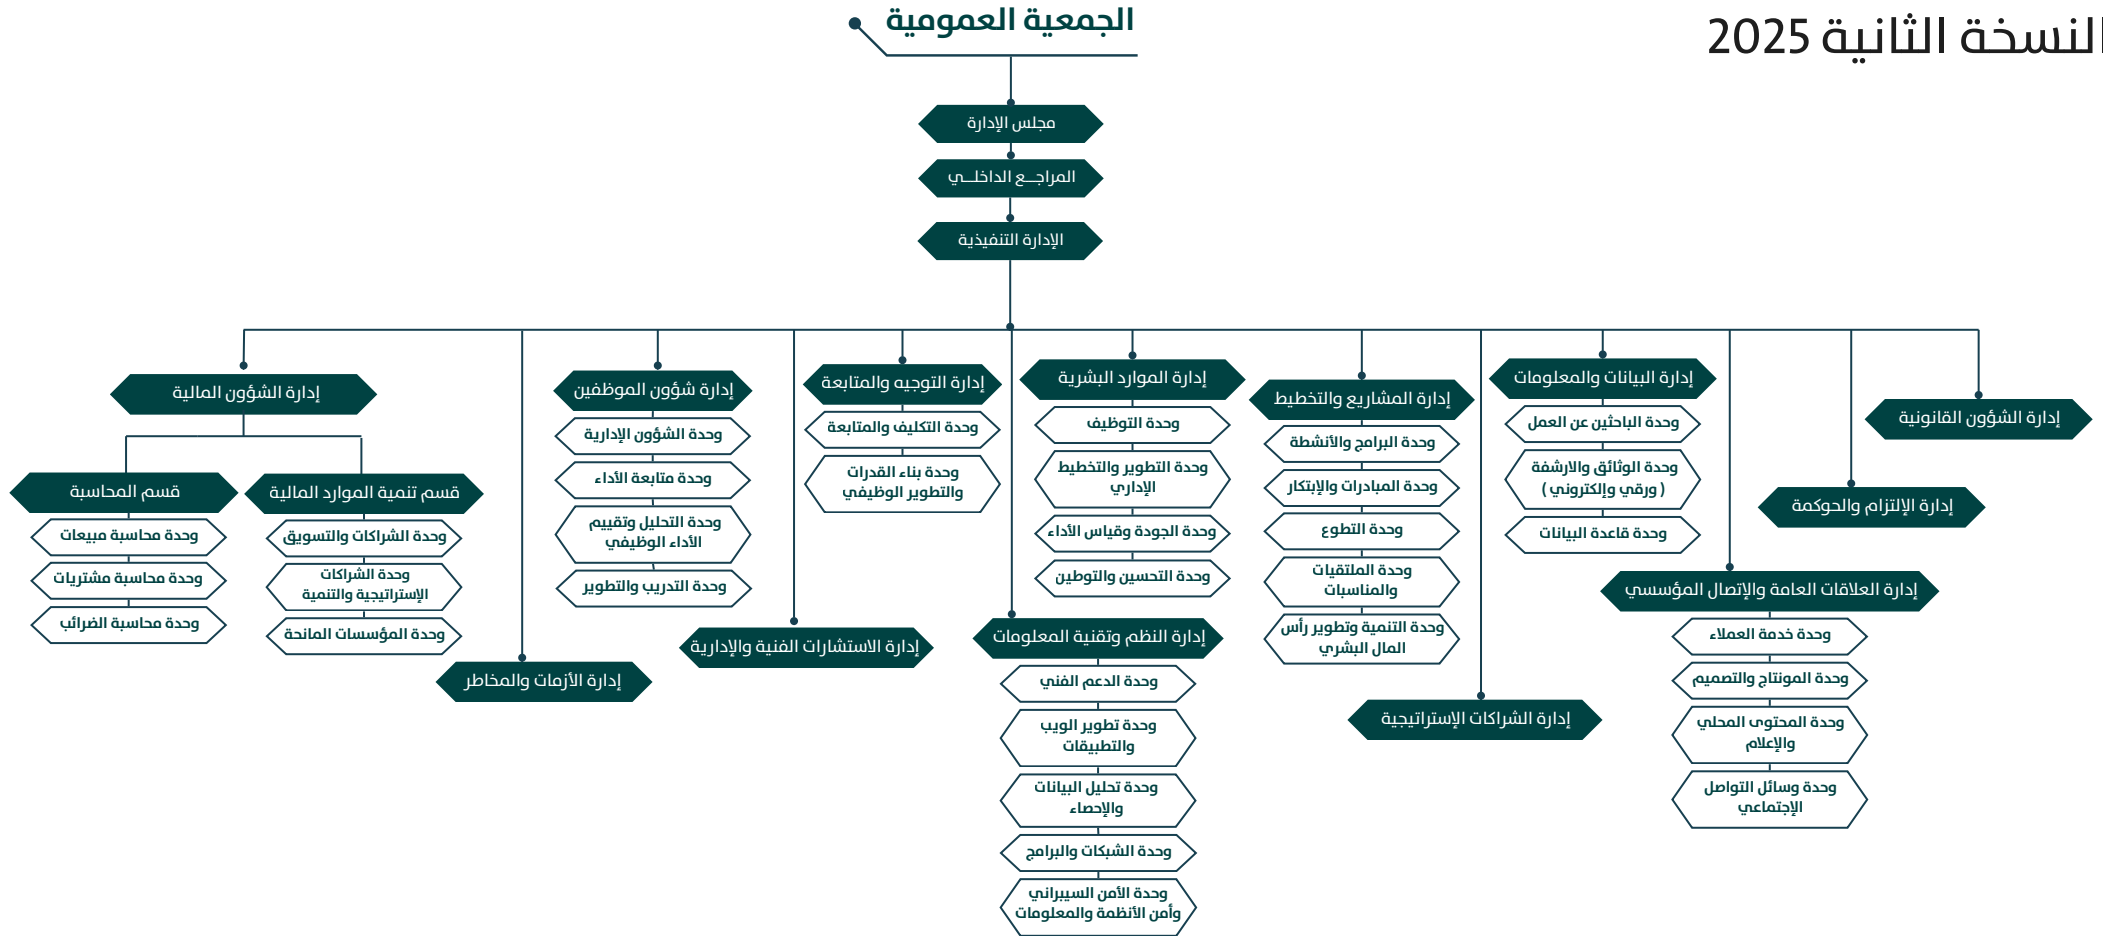 النسخة الثانية 2025
الجمعية العمومية
مجلس الإدارة
المراجـــع الداخلـــي
الإدارة التنفيذية
إدارة الشؤون القانونية
إدارة الإلتزام والحوكمة
إدارة العلاقات العامة والإتصال المؤسسي
وحدة خدمة العملاء
وحدة المونتاج والتصميم
وحدة المحتوى المحلي
والإعلام
وحدة وسائل التواصل
الإجتماعي
إدارة البيانات والمعلومات
وحدة الباحثين عن العمل
وحدة الوثائق والارشفة
( ورقي وإلكتروني )
وحدة قاعدة البيانات
إدارة الشراكات الإستراتيجية
إدارة المشاريع والتخطيط
وحدة البرامج والأنشطة
وحدة المبادرات والإبتكار
وحدة التطوع
وحدة الملتقيات
والمناسبات
وحدة التنمية وتطوير رأس
المال البشري
إدارة الموارد البشرية
وحدة التوظيف
وحدة التطوير والتخطيط
الإداري
وحدة الجودة وقياس الأداء
وحدة التحسين والتوطين
إدارة النظم وتقنية المعلومات
وحدة الدعم الفني
وحدة تطوير الويب
والتطبيقات
وحدة تحليل البيانات
والإحصاء
وحدة الشبكات والبرامج
وحدة الأمن السيبراني
وأمن الأنظمة والمعلومات
إدارة التوجيه والمتابعة
وحدة التكليف والمتابعة
وحدة بناء القدرات
والتطوير الوظيفي
إدارة الاستشارات الفنية والإدارية
إدارة شؤون الموظفين
وحدة الشؤون الإدارية
وحدة متابعة الأداء
وحدة التحليل وتقييم
الأداء الوظيفي
وحدة التدريب والتطوير
إدارة الأزمات والمخاطر
إدارة الشؤون المالية
قسم تنمية الموارد المالية
وحدة الشراكات والتسويق
وحدة الشراكات
الإستراتيجية والتنمية
وحدة المؤسسات المانحة
قسم المحاسبة
وحدة محاسبة مبيعات
وحدة محاسبة مشتريات
وحدة محاسبة الضرائب